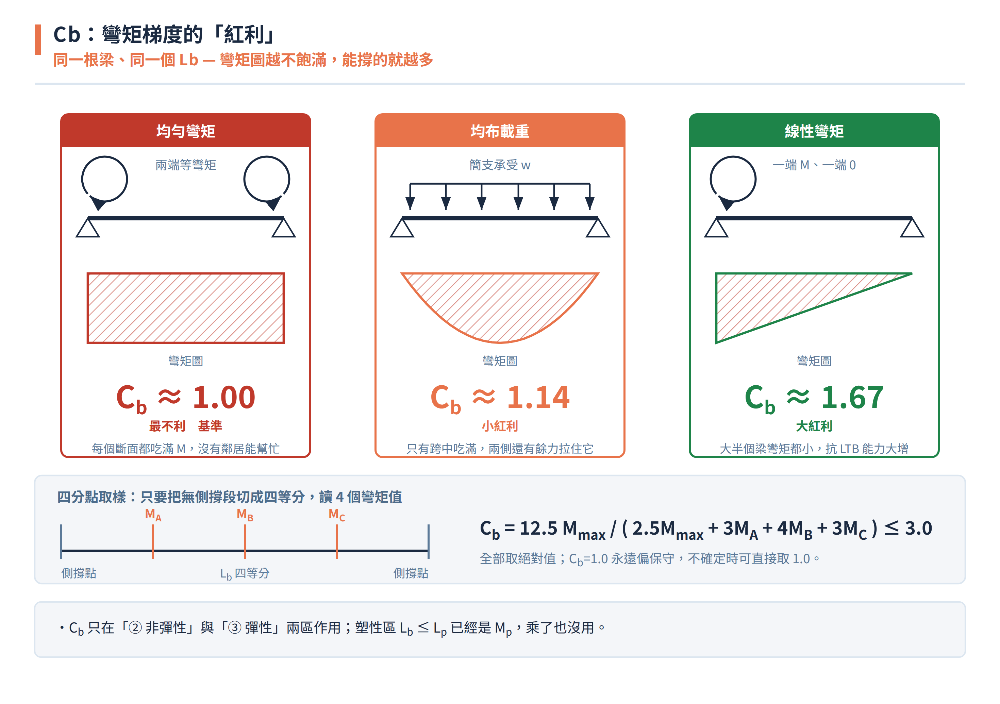 Cb：彎矩梯度的「紅利」
同一根梁、同一個 Lb — 彎矩圖越不飽滿，能撐的就越多
均勻彎矩
兩端等彎矩
彎矩圖
Cb ≈ 1.00
最不利　基準
每個斷面都吃滿 M，沒有鄰居能幫忙
均布載重
簡支承受 w
彎矩圖
Cb ≈ 1.14
小紅利
只有跨中吃滿，兩側還有餘力拉住它
線性彎矩
一端 M、一端 0
彎矩圖
Cb ≈ 1.67
大紅利
大半個梁彎矩都小，抗 LTB 能力大增
四分點取樣：只要把無側撐段切成四等分，讀 4 個彎矩值
MA MB MC
側撐點 Lb 四等分 側撐點
Cb = 12.5 Mmax / ( 2.5Mmax + 3MA + 4MB + 3MC ) ≤ 3.0
全部取絕對值；Cb=1.0 永遠偏保守，不確定時可直接取 1.0。
・Cb 只在「② 非彈性」與「③ 彈性」兩區作用；塑性區 Lb ≤ Lp 已經是 Mp，乘了也沒用。